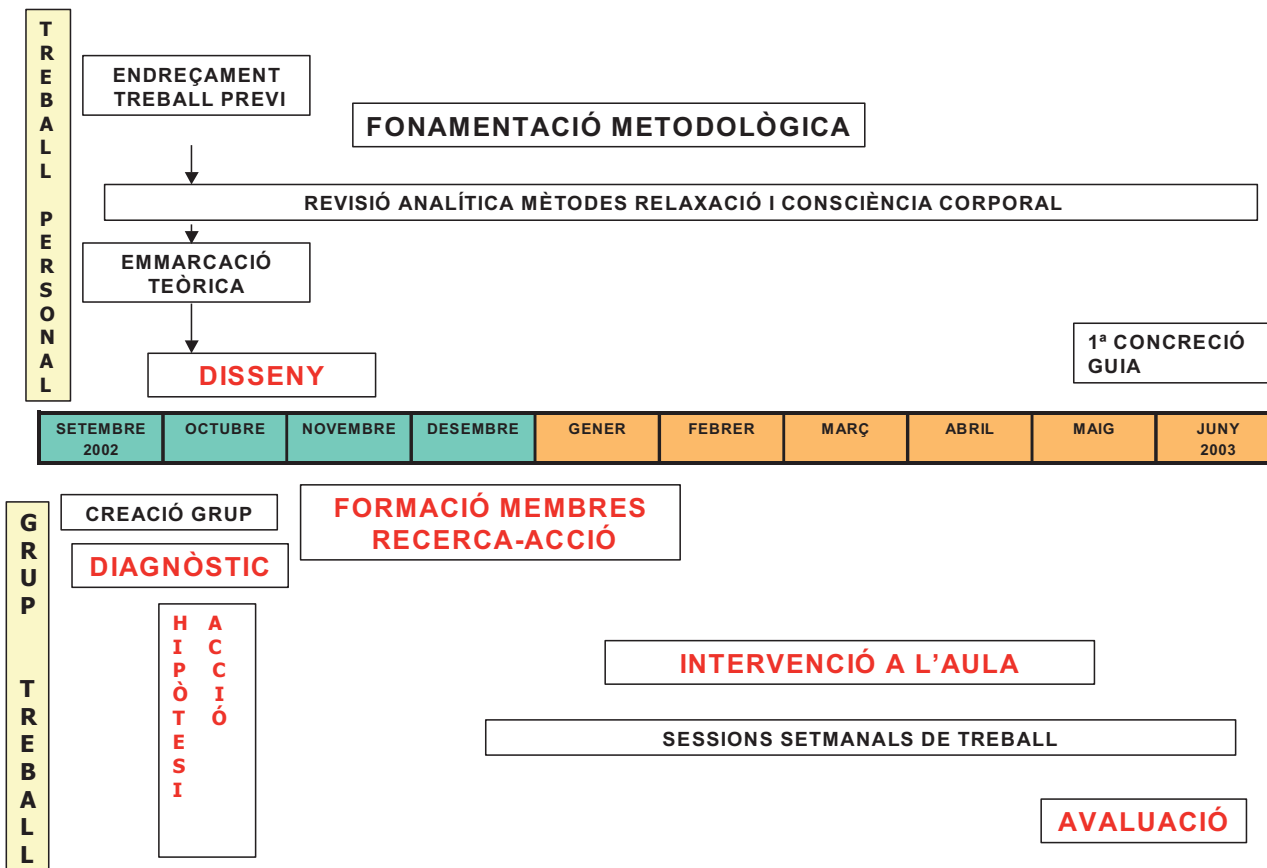 TREBALL PERSONAL
ENDREÇAMENT
TREBALL PREVI
FONAMENTACIÓ METODOLÒGICA
REVISIÓ ANALÍTICA MÈTODES RELAXACIÓ I CONSCIÈNCIA CORPORAL
EMMARCACIÓ
TEÒRICA
DISSENY
1ª CONCRECIÓ
GUIA
SETEMBRE
2002
OCTUBRE
NOVEMBRE
DESEMBRE
GENER
FEBRER
MARÇ
ABRIL
MAIG
JUNY
2003
GRUP TREBALL
CREACIÓ GRUP
FORMACIÓ MEMBRES
RECERCA-ACCIÓ
DIAGNÒSTIC
HIPÒTESI
ACCIÓ
INTERVENCIÓ A L’AULA
SESSIONS SETMANALS DE TREBALL
AVALUACIÓ